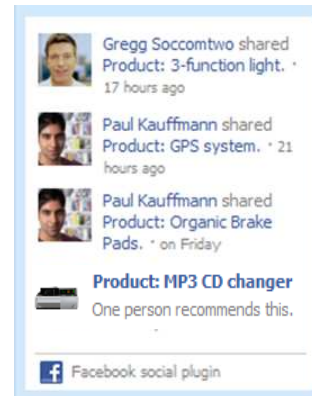 Gregg Soccomtwo shared
Product: 3-function light. ·
17 hours ago
Paul Kauffmann shared
Product: GPS system. · 21
hours ago
Paul Kauffmann shared
Product: Organic Brake
Pads. · on Friday
Product: MP3 CD changer
One person recommends this.
Facebook social plugin